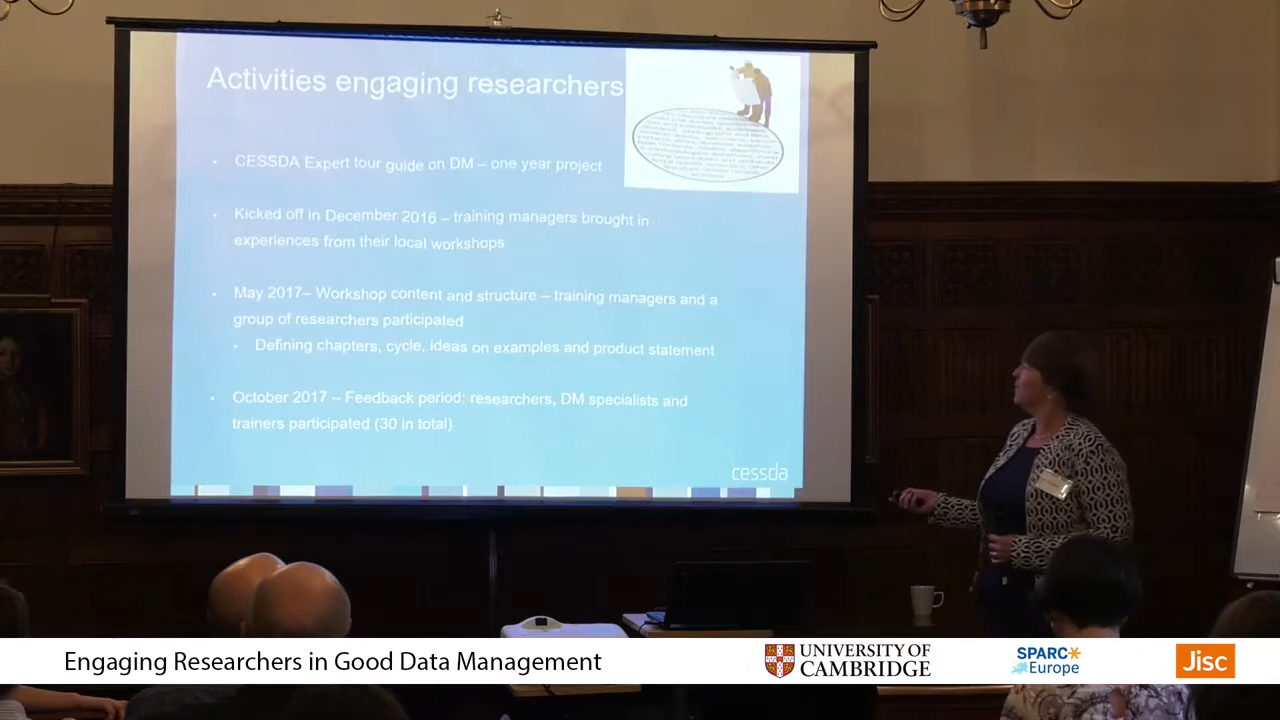 Activities engaging researchers
CESSDA Expert tour guide on DM – one year project
Kicked off in December 2016 – training managers brought in
experiences from their local workshops
May 2017– Workshop content and structure – training managers and a
group of researchers participated
Defining chapters, cycle, ideas on examples and product statement
October 2017 – Feedback period: researchers, DM specialists and
trainers participated (30 in total)
cessda
Engaging Researchers in Good Data Management
UNIVERSITY OF
CAMBRIDGE
SPARC
Europe
Jisc